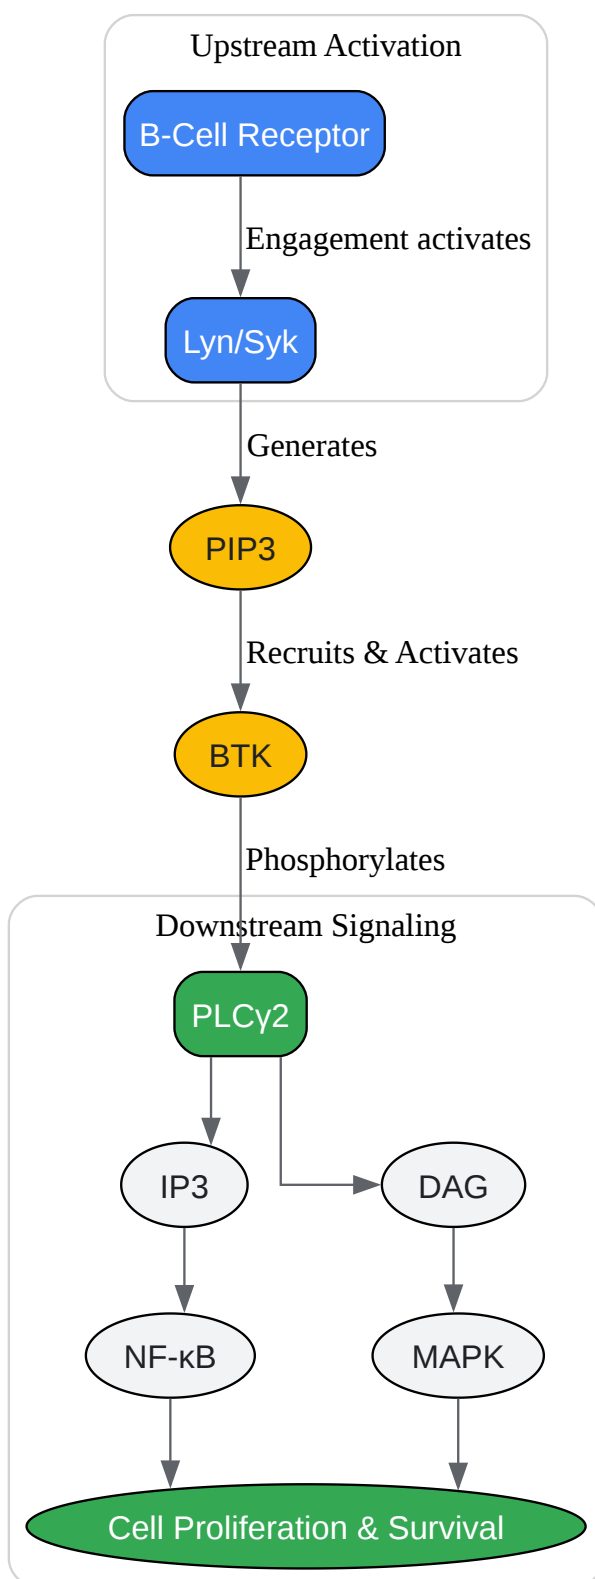 Upstream Activation
B-Cell Receptor
Engagement activates
Lyn/Syk
Generates
PIP3
Recruits & Activates
BTK
Phosphorylates
Downstream Signaling
PLCγ2
IP3
DAG
NF-κB
MAPK
Cell Proliferation & Survival